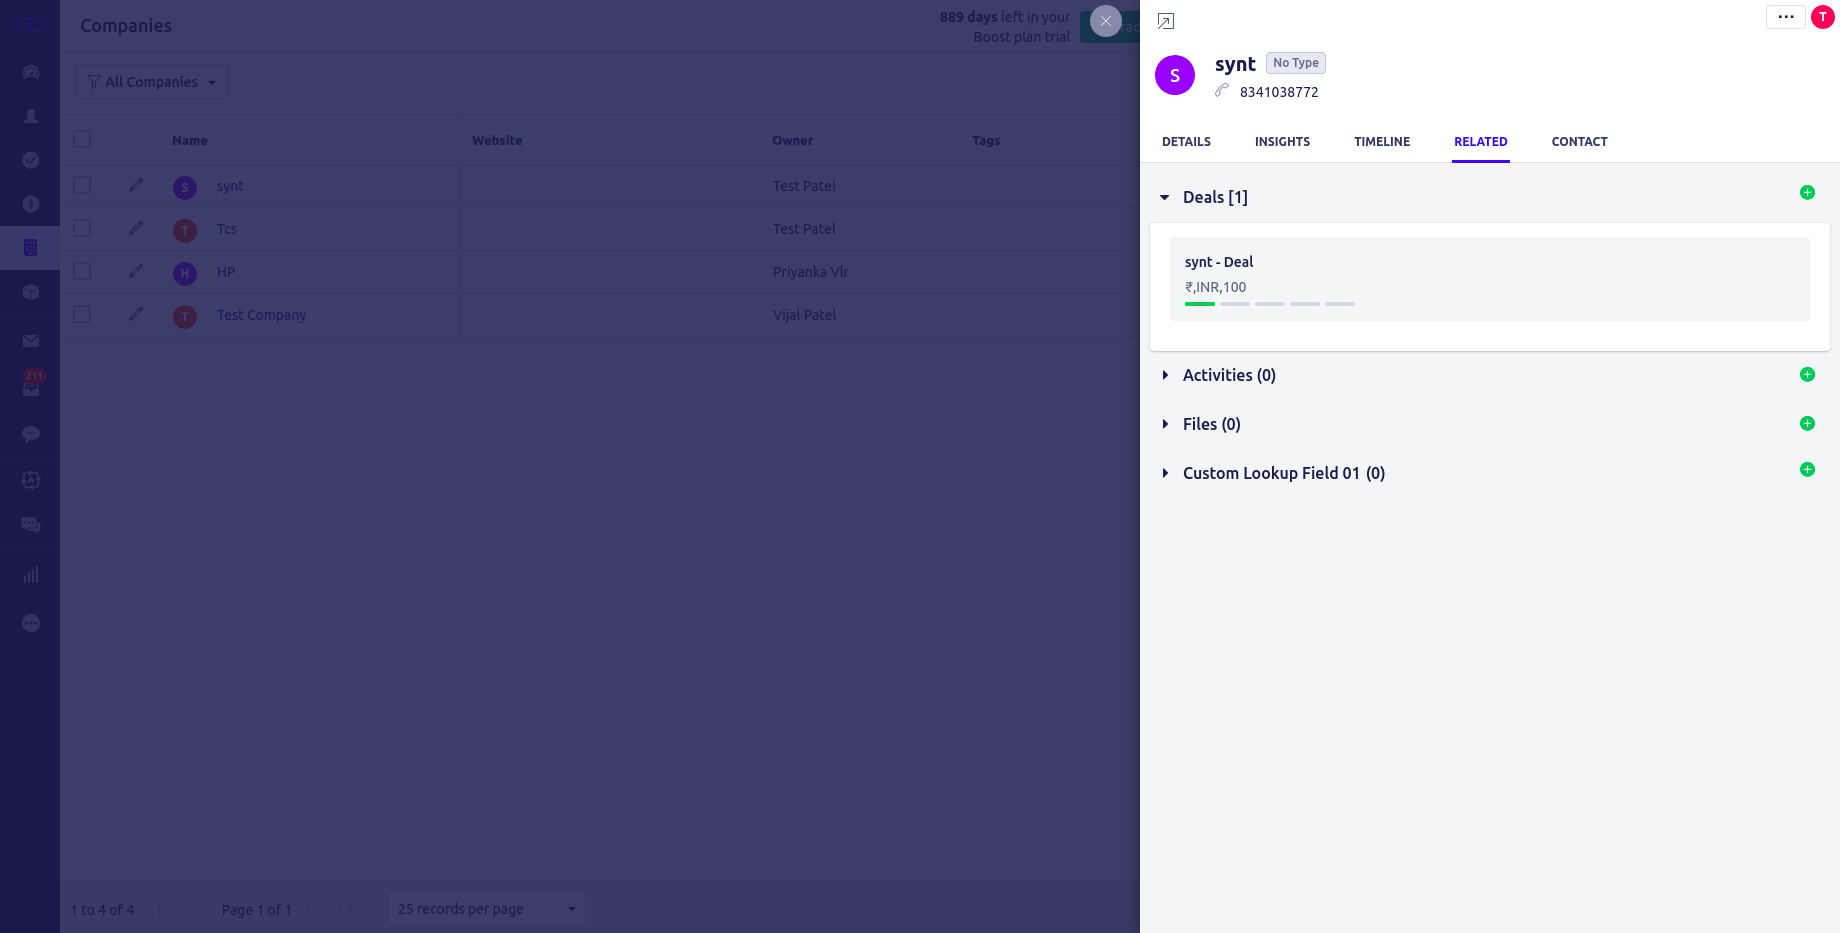 Companies
889 days left in your
Boost plan trial
All Companies
Name Website Owner Tags
S synt Test Patel
T Tcs Test Patel
H HP Priyanka Vlr
T Test Company Vijal Patel
211
1 to 4 of 4 Page 1 of 1 25 records per page
T
S synt No Type
8341038772
DETAILS INSIGHTS TIMELINE RELATED CONTACT
Deals [1]
synt - Deal
₹,INR,100
Activities (0)
Files (0)
Custom Lookup Field 01 (0)